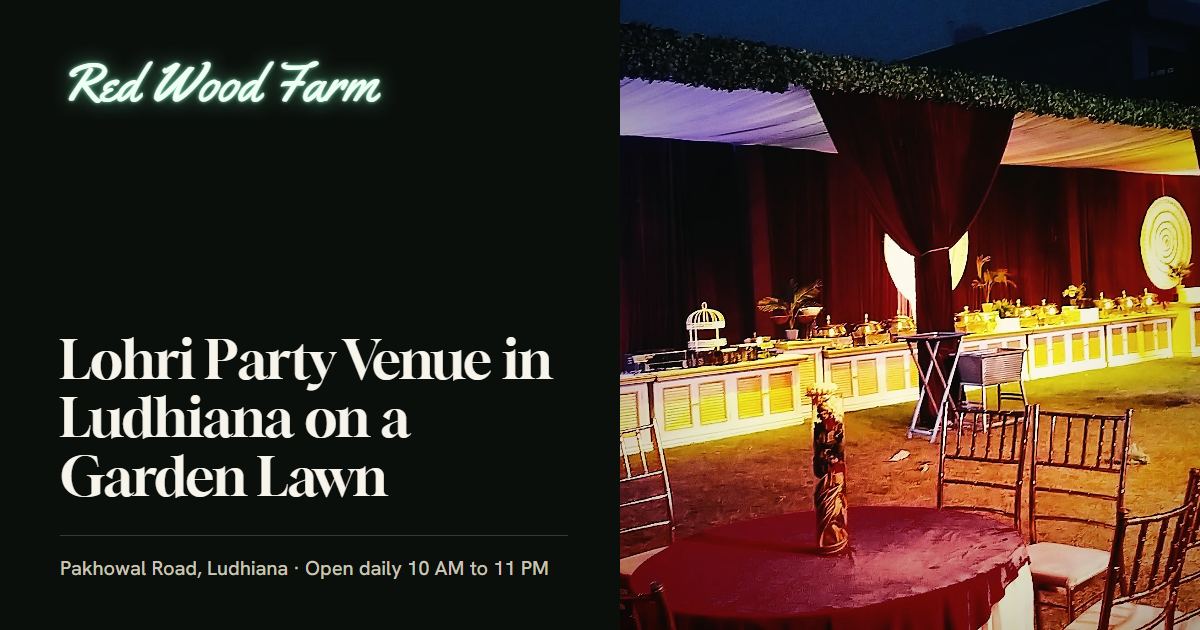 Red Wood Farm
Lohri Party Venue in
Ludhiana on a
Garden Lawn
Pakhowal Road, Ludhiana · Open daily 10 AM to 11 PM